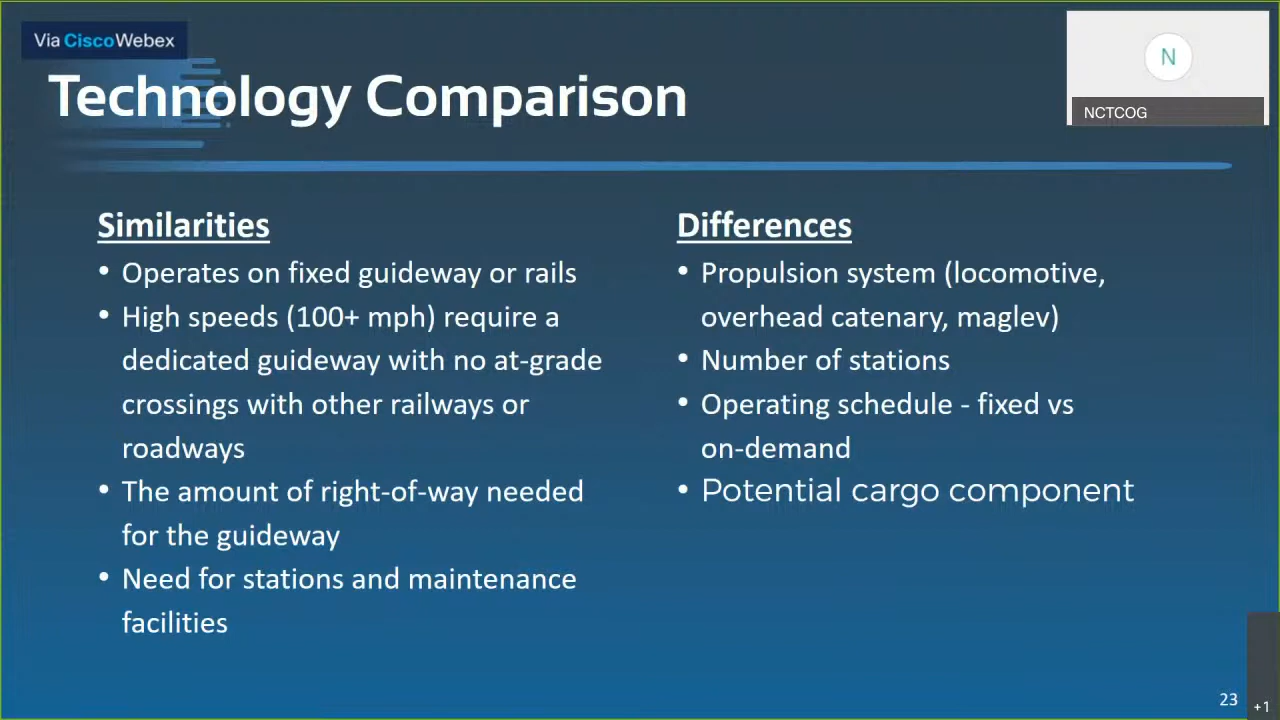 Via Cisco Webex
Technology Comparison
N
NCTCOG
Similarities
• Operates on fixed guideway or rails
• High speeds (100+ mph) require a
dedicated guideway with no at-grade
crossings with other railways or
roadways
• The amount of right-of-way needed
for the guideway
• Need for stations and maintenance
facilities
Differences
• Propulsion system (locomotive,
overhead catenary, maglev)
• Number of stations
• Operating schedule - fixed vs
on-demand
• Potential cargo component
23
+1